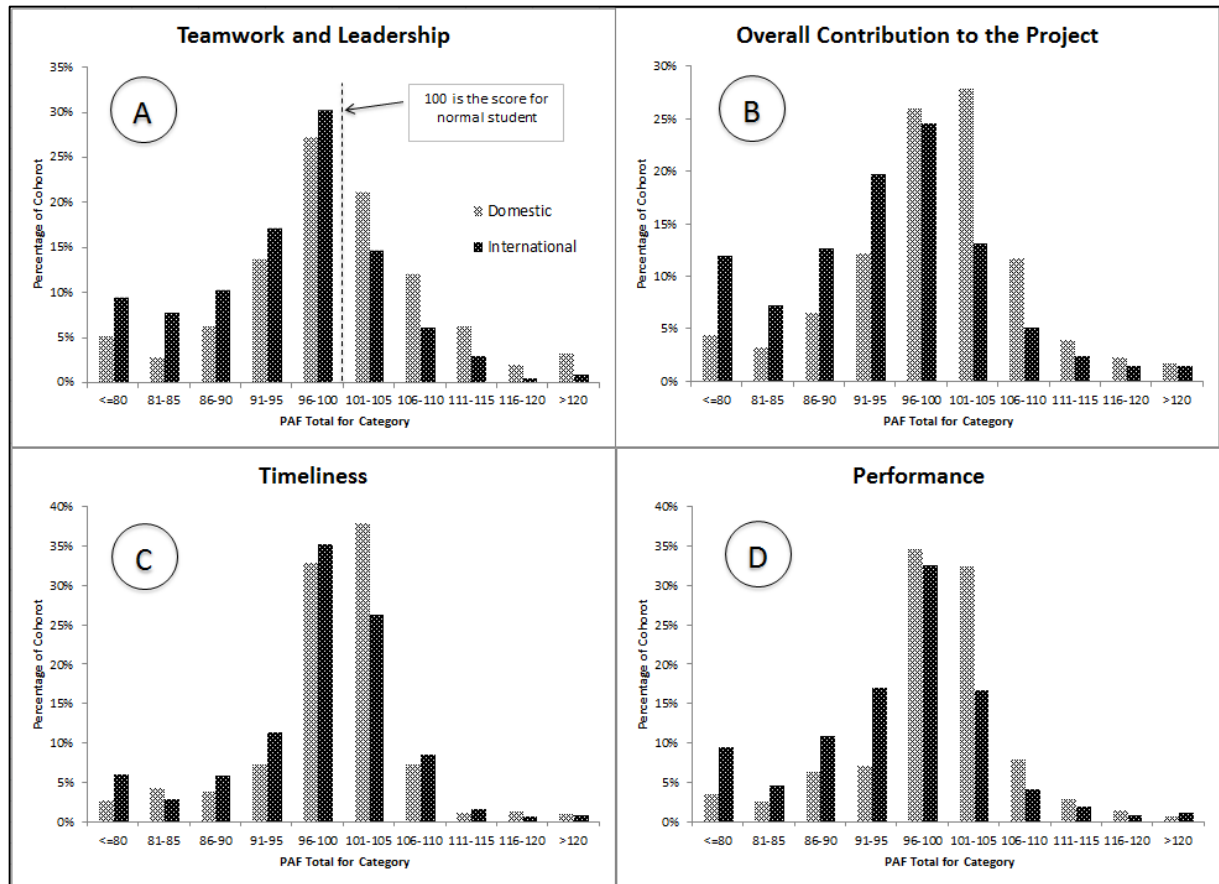 Teamwork and Leadership
35%
30%
25%
20%
15%
10%
5%
0%
Percentage of Cohorot
A
100 is the score for
normal student
Domestic
International
<=80 81-85 86-90 91-95 96-100 101-105 106-110 111-115 116-120 >120
PAF Total for Category
Overall Contribution to the Project
30%
25%
20%
15%
10%
5%
0%
Percentage of Cohorot
B
<=80 81-85 86-90 91-95 96-100 101-105 106-110 111-115 116-120 >120
PAF Total for Category
Timeliness
40%
35%
30%
25%
20%
15%
10%
5%
0%
Percentage of Cohorot
C
<=80 81-85 86-90 91-95 96-100 101-105 106-110 111-115 116-120 >120
PAF Total for Category
Performance
40%
35%
30%
25%
20%
15%
10%
5%
0%
Percentage of Cohorot
D
<=80 81-85 86-90 91-95 96-100 101-105 106-110 111-115 116-120 >120
PAF Total for Category